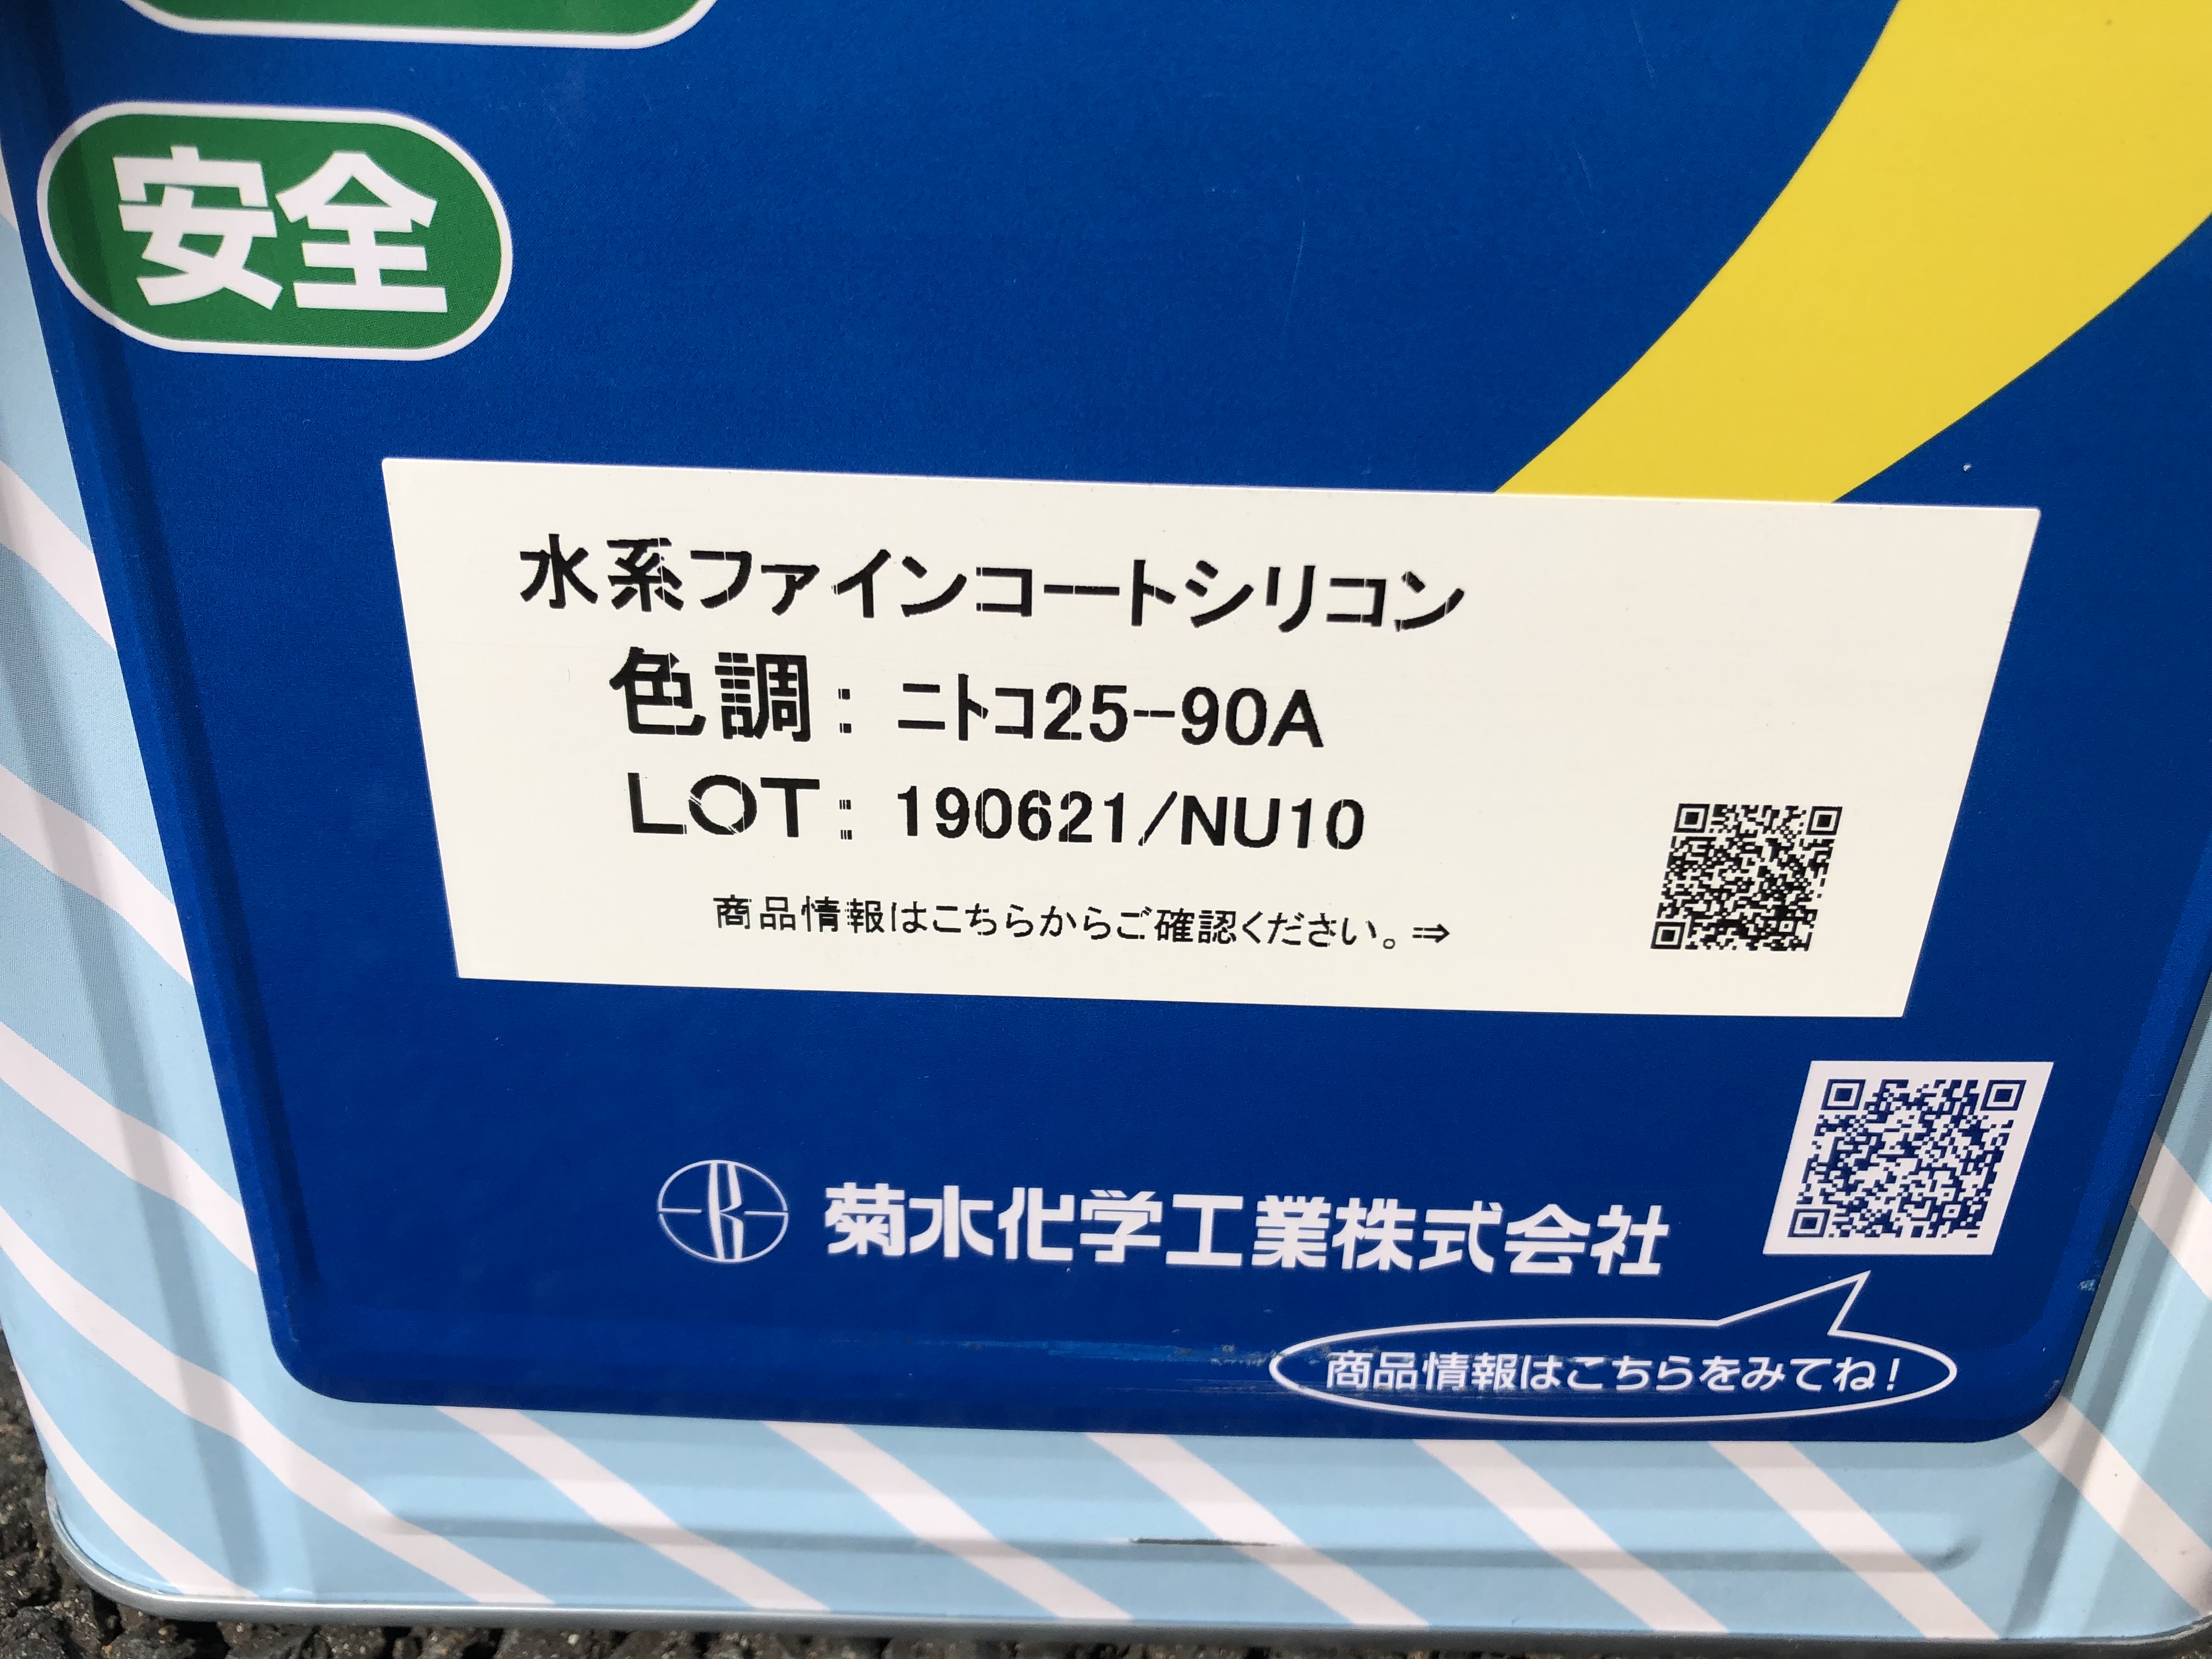 安全
水系ファインコートシリコン
色調：ニトコ25-90A
LOT：190621/NU10
商品情報はこちらからご確認ください。⇒
菊水化学工業株式会社
商品情報はこちらをみてね!